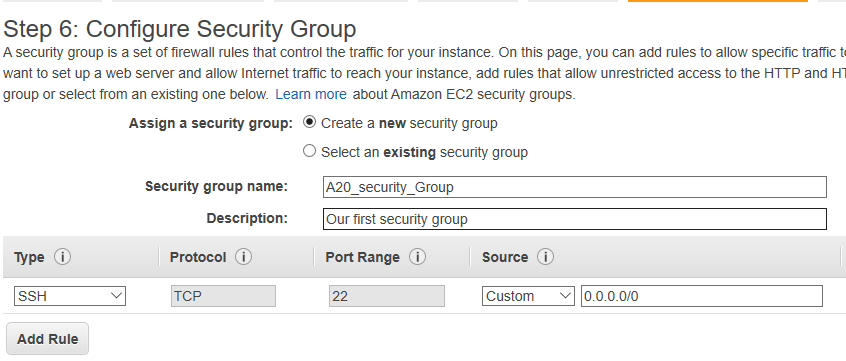 Step 6: Configure Security Group
A security group is a set of firewall rules that control the traffic for your instance. On this page, you can add rules to allow specific traffic
want to set up a web server and allow Internet traffic to reach your instance, add rules that allow unrestricted access to the HTTP and
group or select from an existing one below. Learn more about Amazon EC2 security groups.
Assign a security group: Create a new security group
Select an existing security group
Security group name: A20_security_Group
Description: Our first security group
Type i Protocol i Port Range i Source i
SSH TCP 22 Custom 0.0.0.0/0
Add Rule